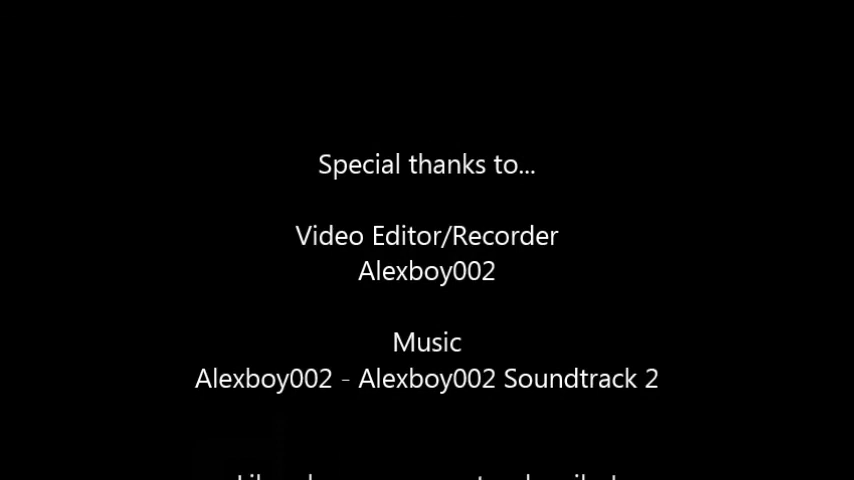 Special thanks to...
Video Editor/Recorder
Alexboy002
Music
Alexboy002 - Alexboy002 Soundtrack 2